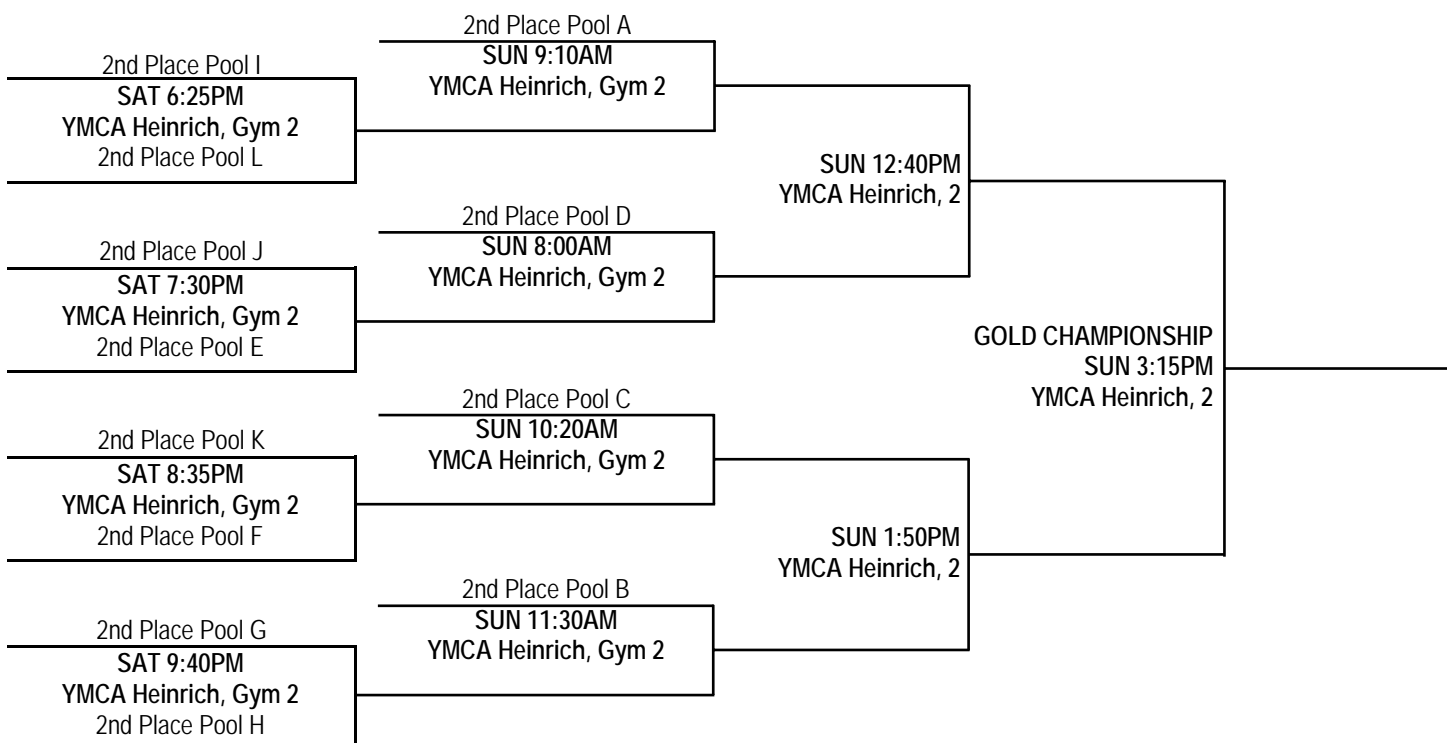 2nd Place Pool I
SAT 6:25PM
YMCA Heinrich, Gym 2
2nd Place Pool L
2nd Place Pool J
SAT 7:30PM
YMCA Heinrich, Gym 2
2nd Place Pool E
2nd Place Pool K
SAT 8:35PM
YMCA Heinrich, Gym 2
2nd Place Pool F
2nd Place Pool G
SAT 9:40PM
YMCA Heinrich, Gym 2
2nd Place Pool H
2nd Place Pool A
SUN 9:10AM
YMCA Heinrich, Gym 2
2nd Place Pool D
SUN 8:00AM
YMCA Heinrich, Gym 2
2nd Place Pool C
SUN 10:20AM
YMCA Heinrich, Gym 2
2nd Place Pool B
SUN 11:30AM
YMCA Heinrich, Gym 2
SUN 12:40PM
YMCA Heinrich, 2
SUN 1:50PM
YMCA Heinrich, 2
GOLD CHAMPIONSHIP
SUN 3:15PM
YMCA Heinrich, 2